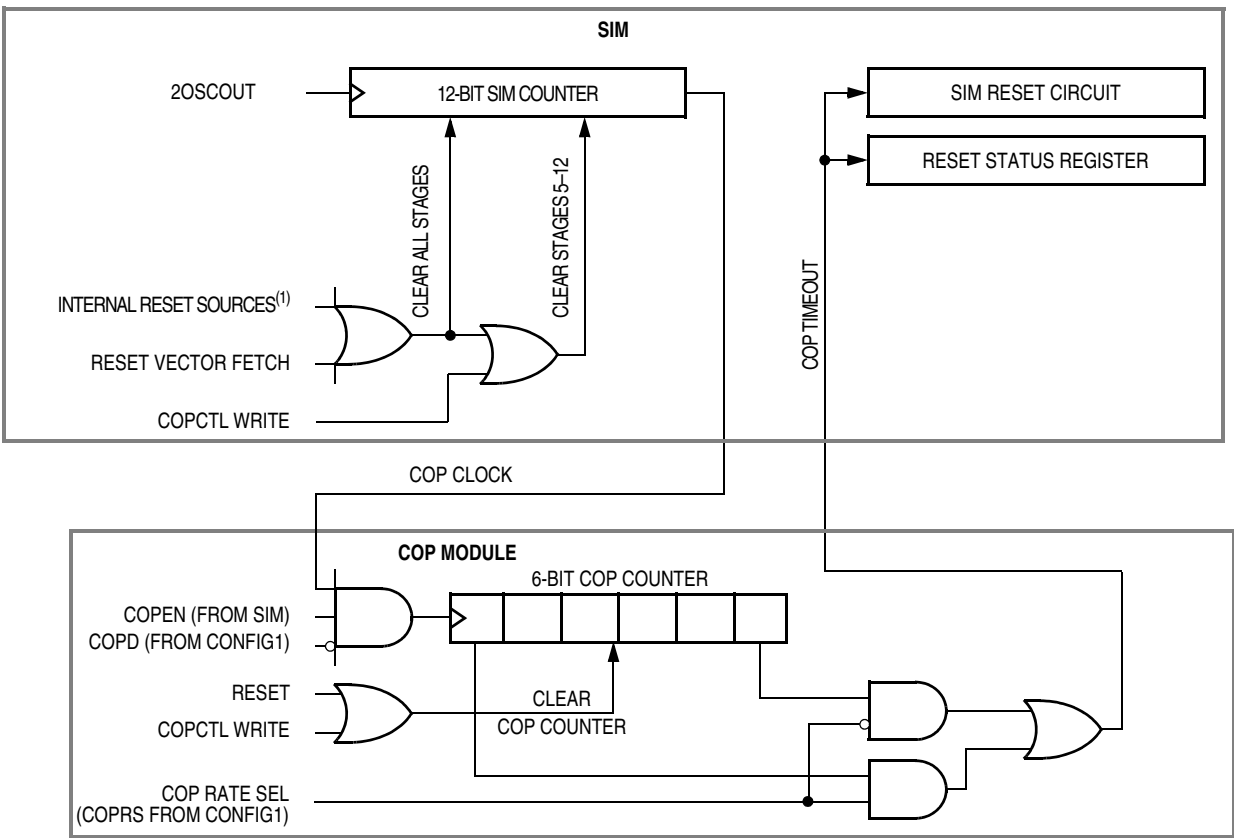 SIM
2OSCOUT
12-BIT SIM COUNTER
SIM RESET CIRCUIT
RESET STATUS REGISTER
CLEAR ALL STAGES
CLEAR STAGES 5–12
COP TIMEOUT
INTERNAL RESET SOURCES(1)
RESET VECTOR FETCH
COPCTL WRITE
COP CLOCK
COP MODULE
6-BIT COP COUNTER
COPEN (FROM SIM)
COPD (FROM CONFIG1)
RESET
COPCTL WRITE
CLEAR
COP COUNTER
COP RATE SEL
(COPRS FROM CONFIG1)